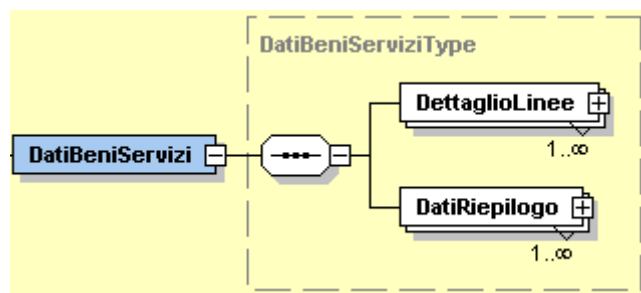 DatiBeniServiziType
DettaglioLinee
1..∞
DatiBeniServizi
DatiRiepilogo
1..∞